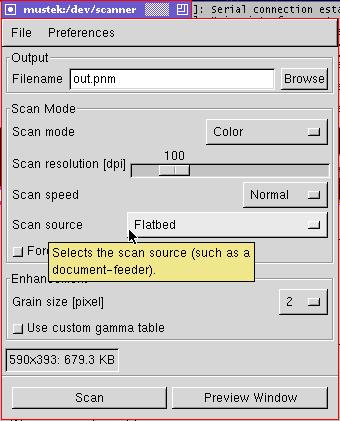 mustek:/dev/scanner
]: Serial connection esta
File Preferences
Output
Filename out.pnm Browse
Scan Mode
Scan mode Color
100
Scan resolution [dpi]
Scan speed Normal
Scan source Flatbed
Selects the scan source (such as a
document-feeder).
Enhancement
Grain size [pixel] 2
Use custom gamma table
590x393: 679.3 KB
Scan Preview Window